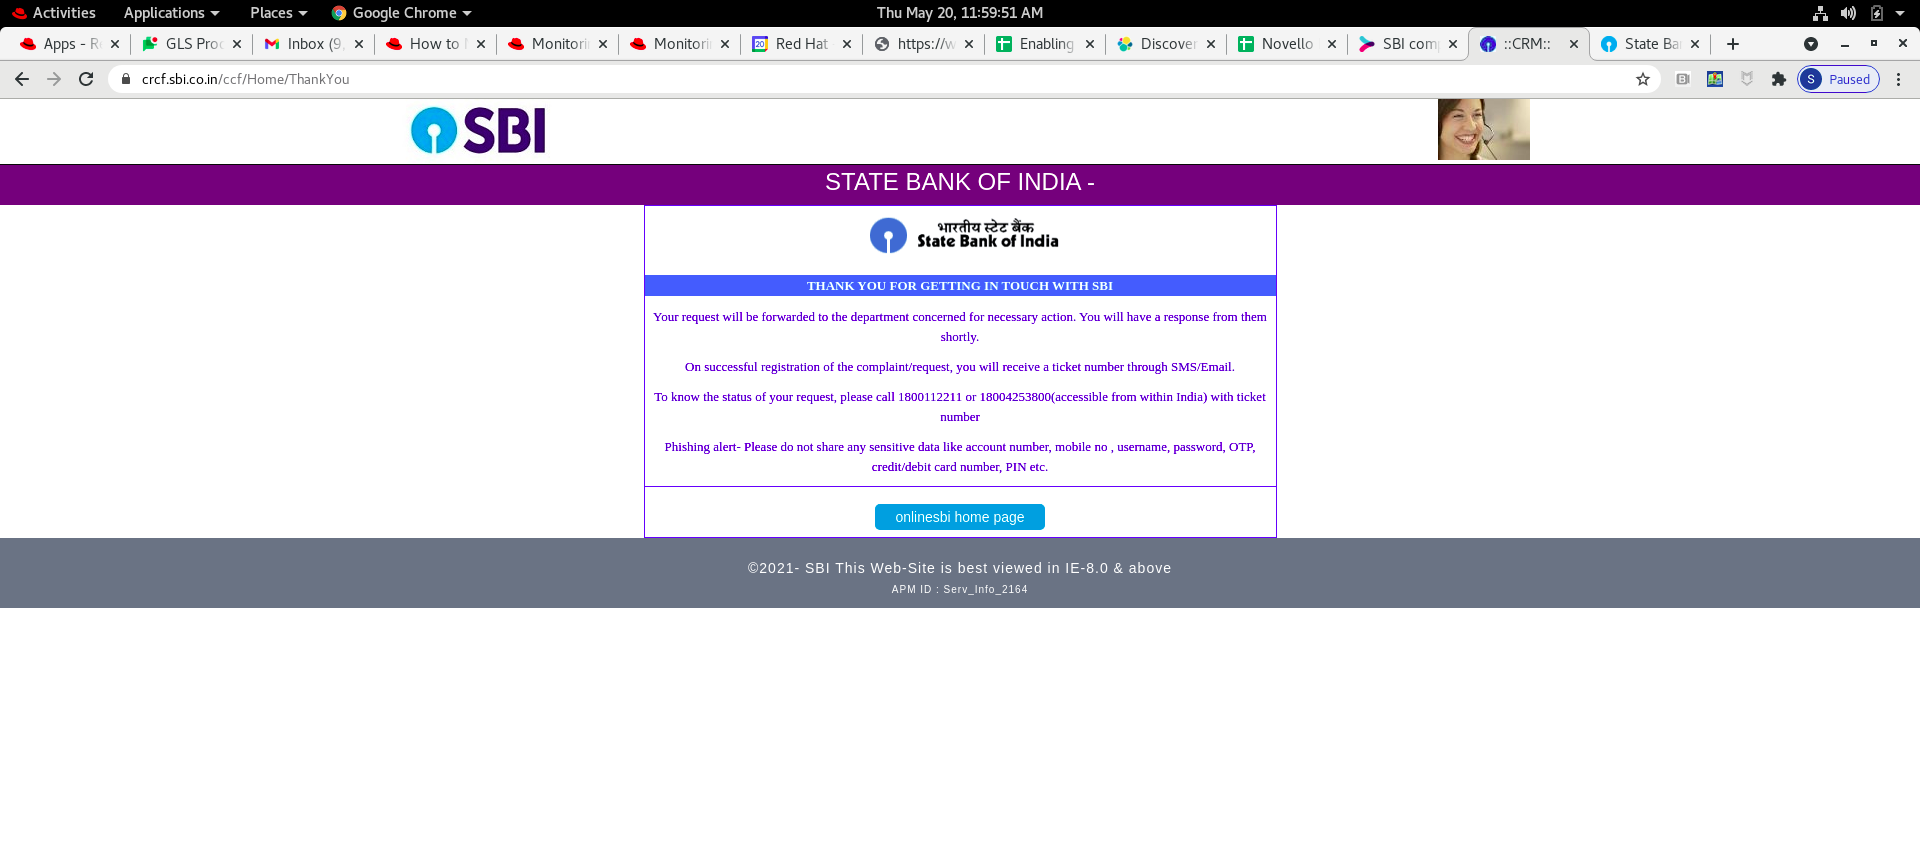 Activities Applications Places Google Chrome Thu May 20, 11:59:51 AM
Apps - R GLS Proc Inbox (9, How to Monitori Monitori 20 Red Hat https://w Enabling Discover Novello SBI com ::CRM:: State Ba
crcf.sbi.co.in/ccf/Home/ThankYou S Paused
SBI
STATE BANK OF INDIA -
भारतीय स्टेट बैंक
State Bank of India
THANK YOU FOR GETTING IN TOUCH WITH SBI
Your request will be forwarded to the department concerned for necessary action. You will have a response from them
shortly.
On successful registration of the complaint/request, you will receive a ticket number through SMS/Email.
To know the status of your request, please call 1800112211 or 18004253800(accessible from within India) with ticket
number
Phishing alert- Please do not share any sensitive data like account number, mobile no , username, password, OTP,
credit/debit card number, PIN etc.
onlinesbi home page
©2021- SBI This Web-Site is best viewed in IE-8.0 & above
APM ID : Serv_Info_2164